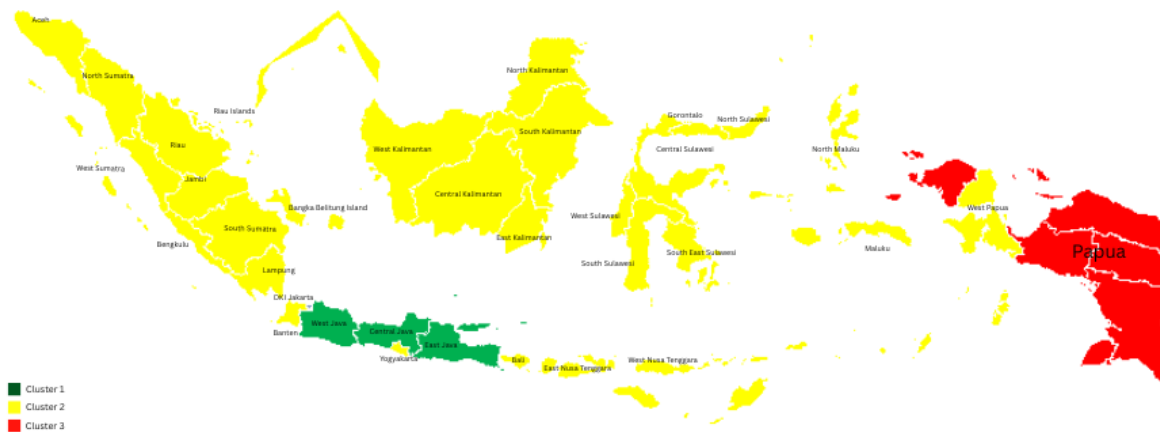 Aceh
North Sumatra
Riau Islands
Riau
West Sumatra
Jambi
Bangka Belitung Island
South Sumatra
Bengkulu
Lampung
DKI Jakarta
Banten
West Java
Central Java
East Java
Yogyakarta
Bali
East Nusa Tenggara
West Nusa Tenggara
North Kalimantan
South Kalimantan
West Kalimantan
Central Kalimantan
East Kalimantan
Gorontalo
North Sulawesi
Central Sulawesi
West Sulawesi
South East Sulawesi
South Sulawesi
North Maluku
Maluku
West Papua
Papua
Cluster 1
Cluster 2
Cluster 3